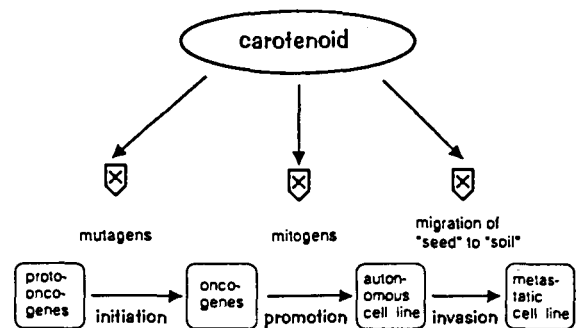 carotenoid
mutagens
mitogens
migration of
"seed" to "soil"
proto-
onco-
genes
initiation
onco-
genes
promotion
auton-
omous
cell line
invasion
metas-
tatic
cell line